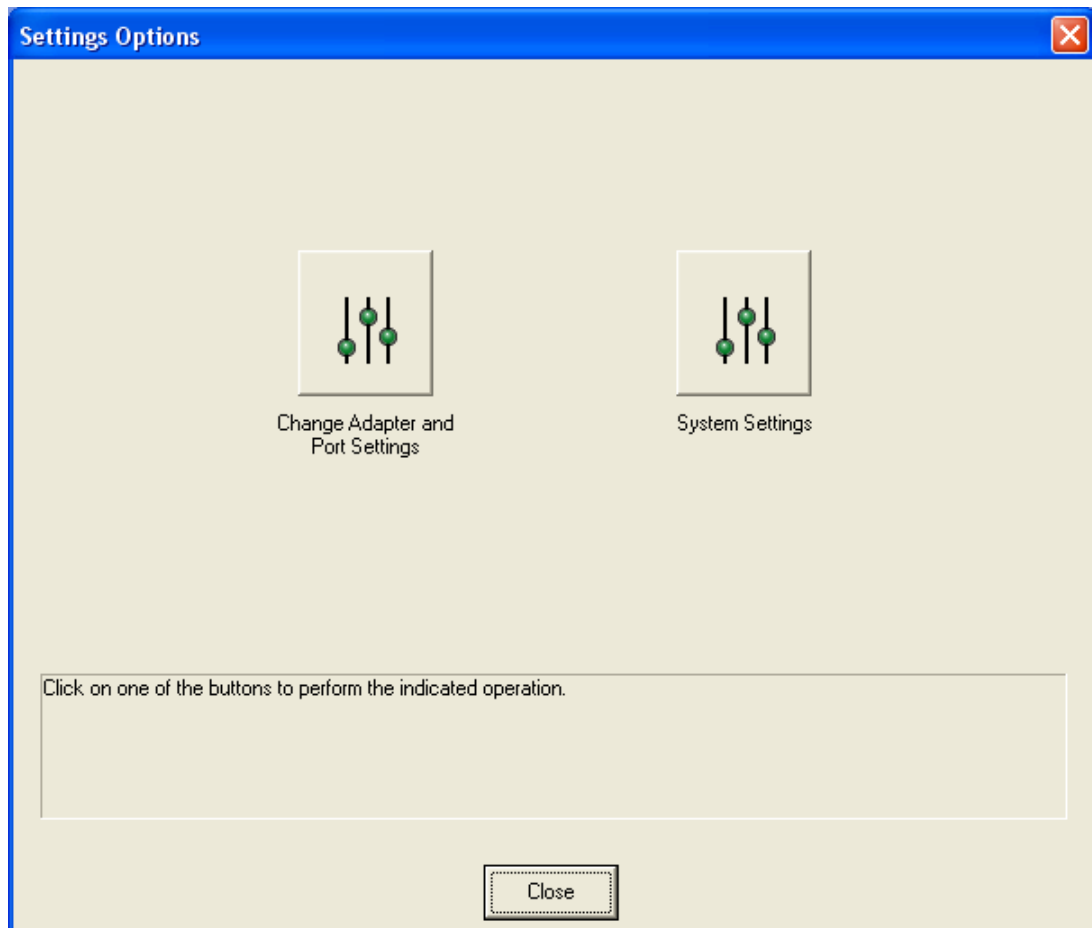 Settings Options
Change Adapter and
Port Settings
System Settings
Click on one of the buttons to perform the indicated operation.
Close